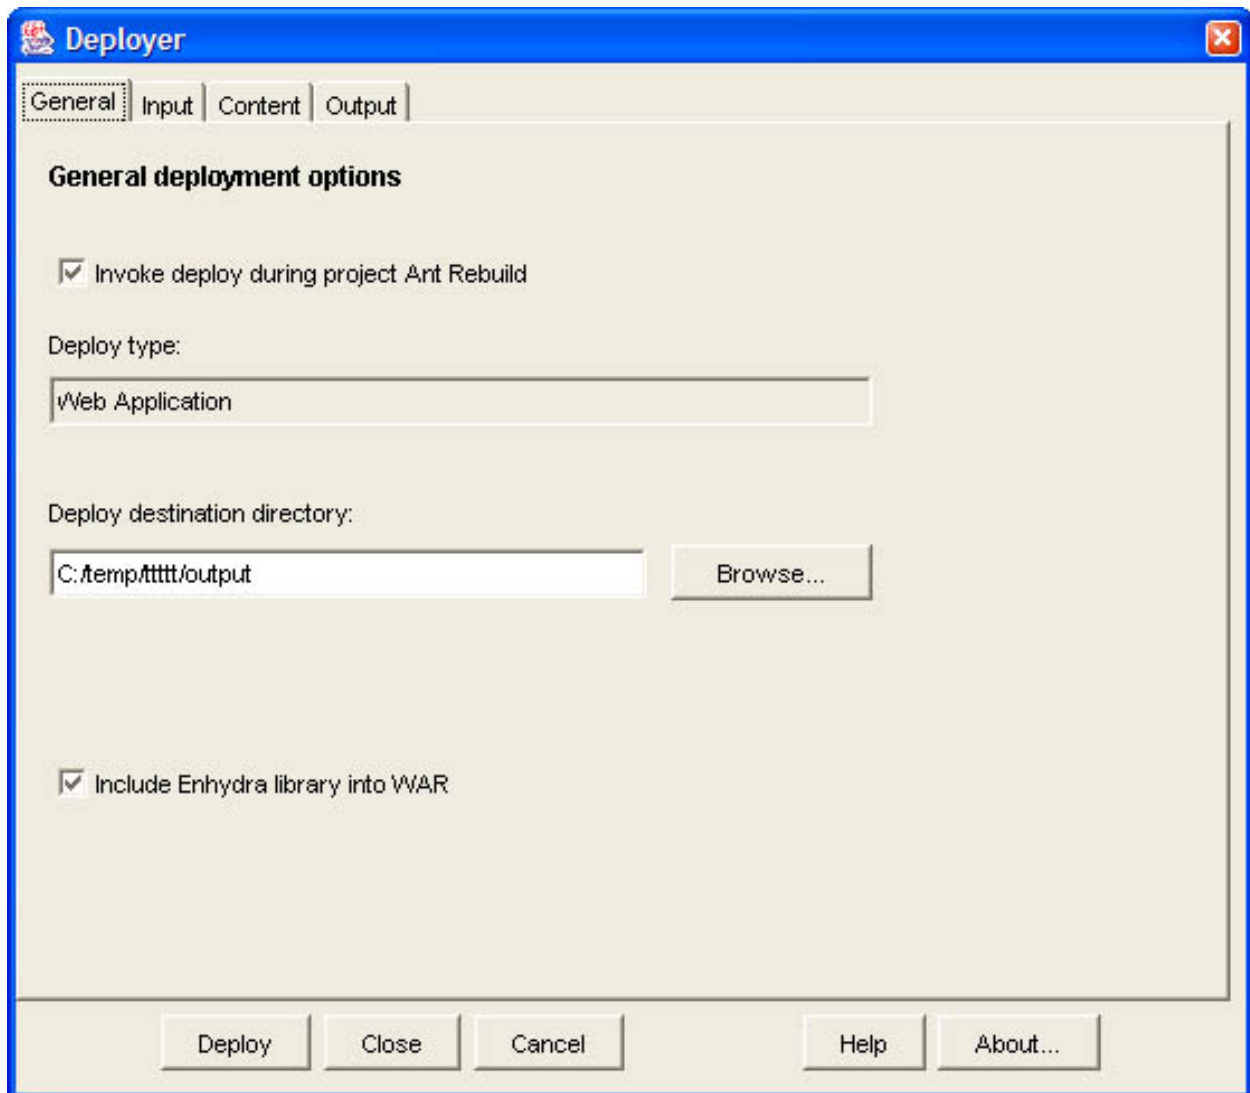 Deployer
General Input Content Output
General deployment options
Invoke deploy during project Ant Rebuild
Deploy type:
Web Application
Deploy destination directory:
C:/temp/ttttt/output Browse...
Include Enhydra library into WAR
Deploy Close Cancel Help About...